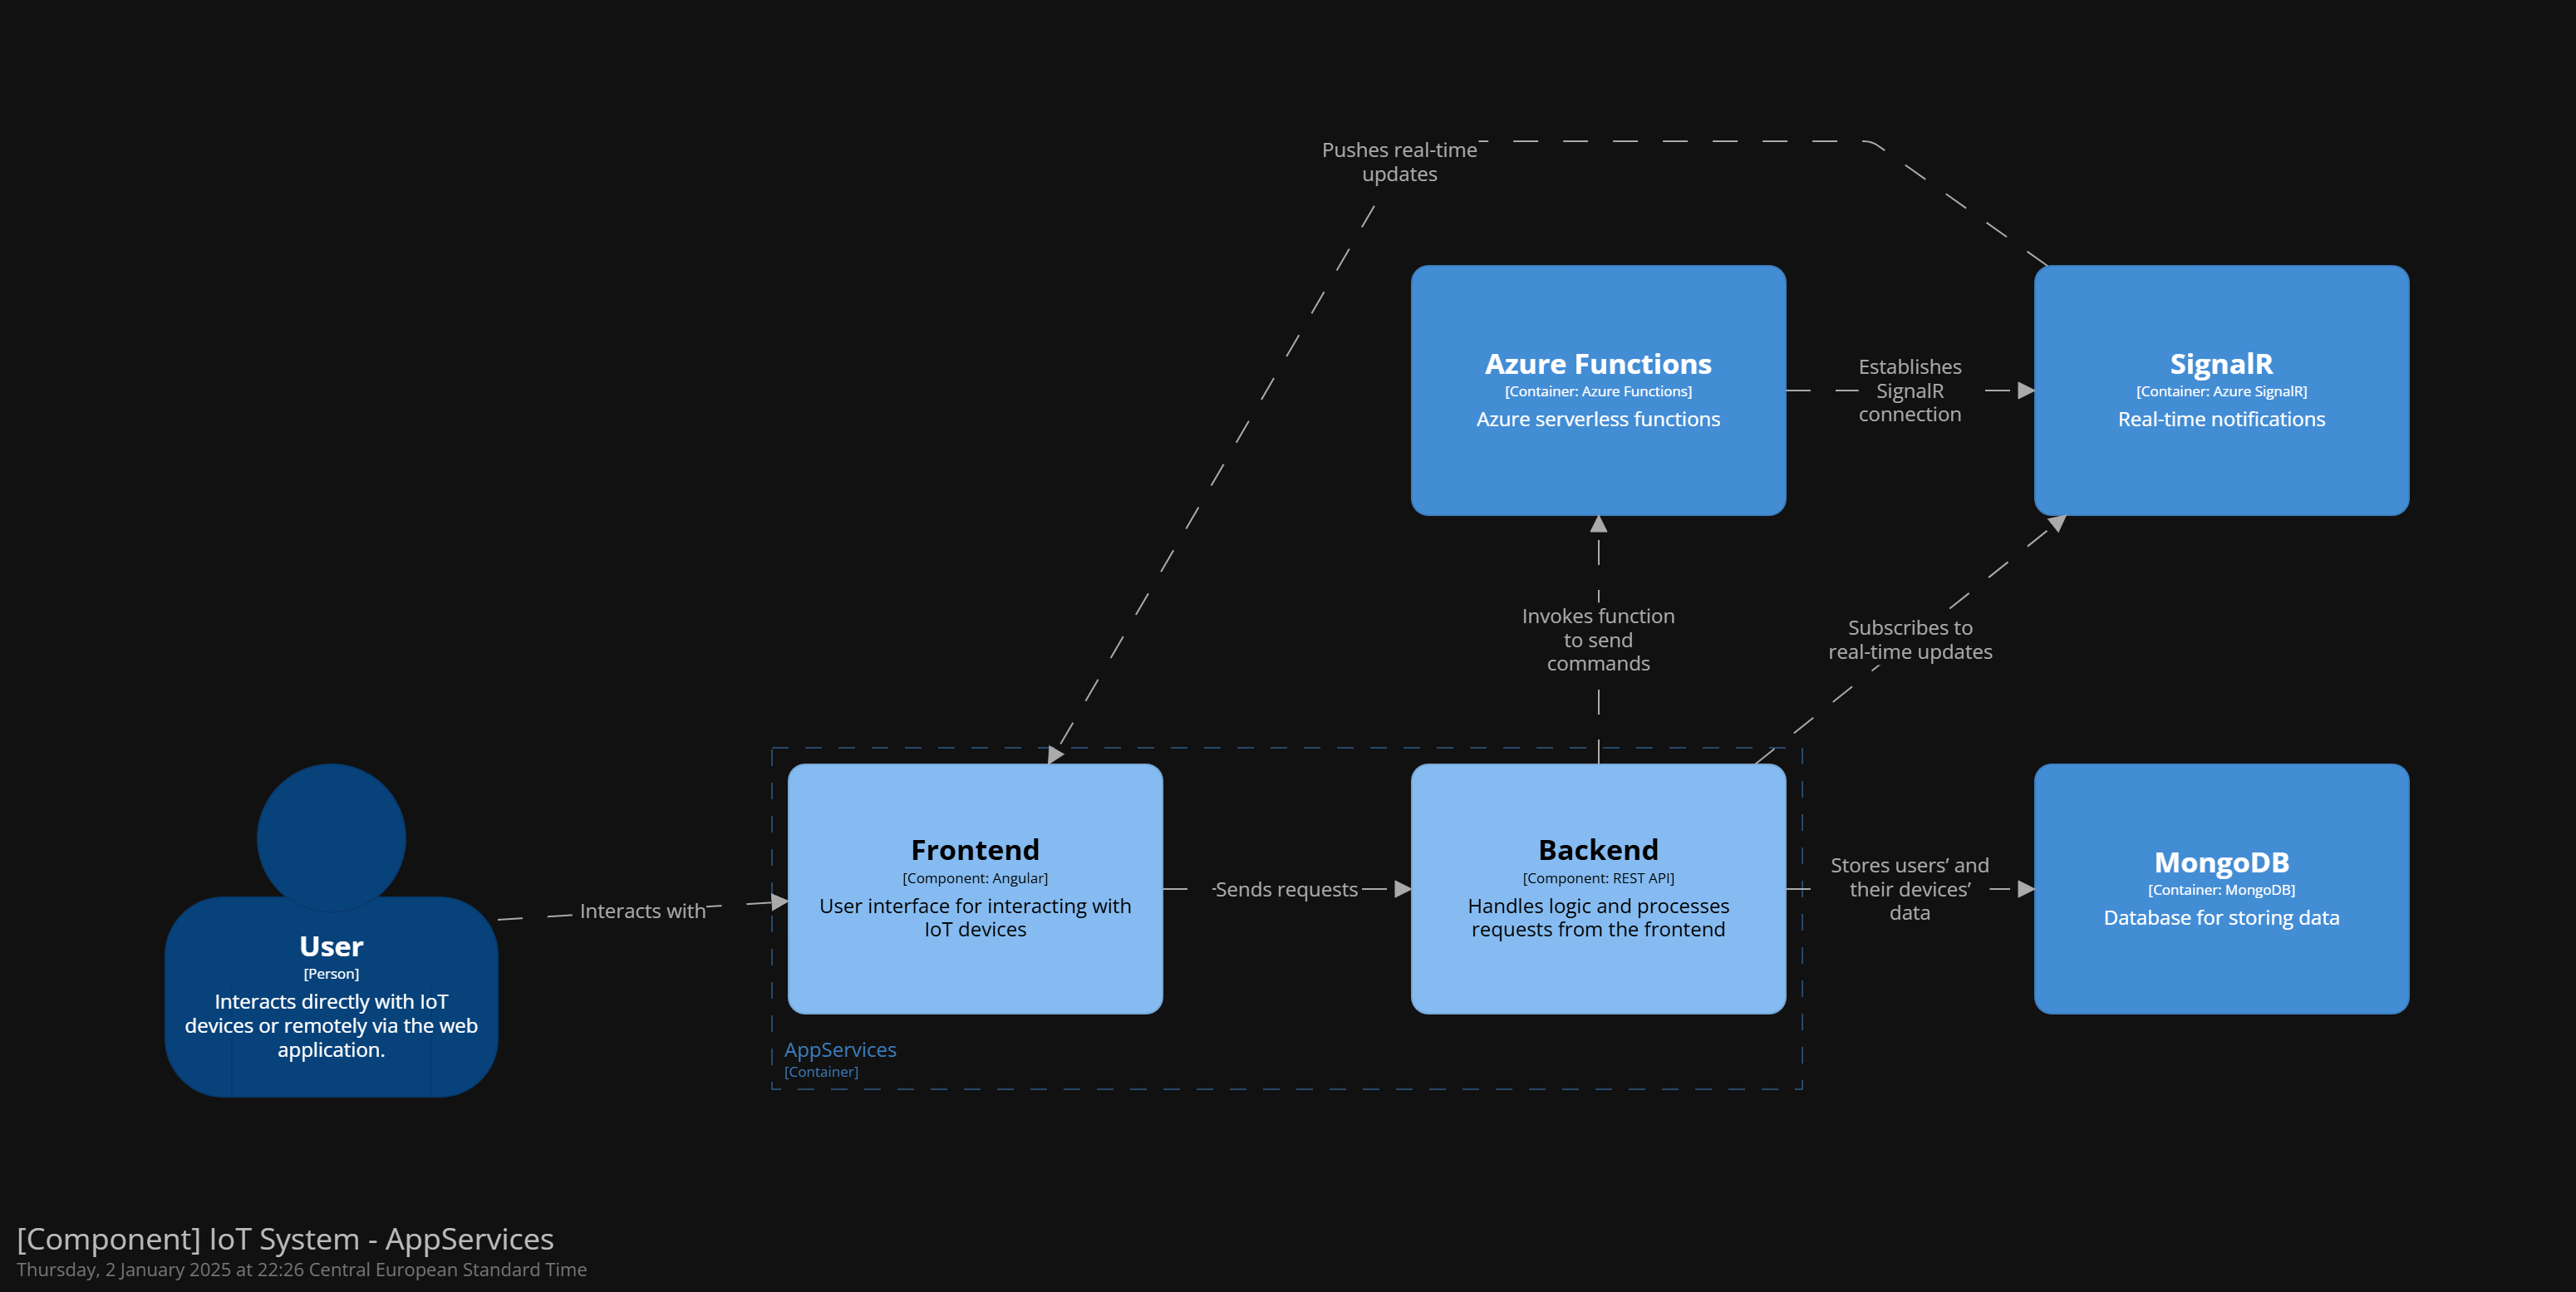 Pushes real-time
updates
Azure Functions
[Container: Azure Functions]
Azure serverless functions
Establishes
SignalR
connection
SignalR
[Container: Azure SignalR]
Real-time notifications
Invokes function
to send
commands
Subscribes to
real-time updates
User
[Person]
Interacts directly with IoT
devices or remotely via the web
application.
Interacts with
Frontend
[Component: Angular]
User interface for interacting with
IoT devices
Sends requests
Backend
[Component: REST API]
Handles logic and processes
requests from the frontend
Stores users’ and
their devices’
data
MongoDB
[Container: MongoDB]
Database for storing data
AppServices
[Container]
[Component] IoT System - AppServices
Thursday, 2 January 2025 at 22:26 Central European Standard Time